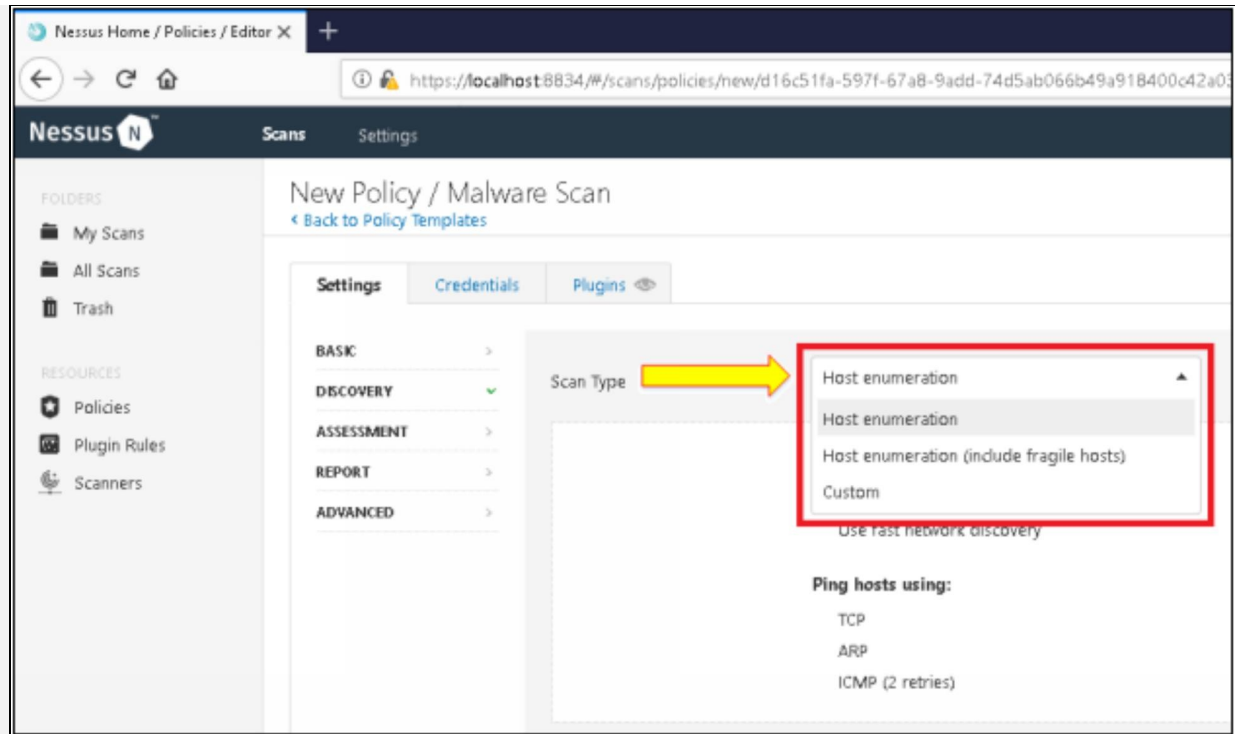 Nessus Home / Policies / Editor
https://localhost:8834/#/scans/policies/new/d16c51fa-597f-67a8-9add-74d5ab066b49a918400c42a03
Nessus N
Scans Settings
FOLDERS
My Scans
All Scans
Trash
RESOURCES
Policies
Plugin Rules
Scanners
New Policy / Malware Scan
Back to Policy Templates
Settings Credentials Plugins
BASIC
DISCOVERY
ASSESSMENT
REPORT
ADVANCED
Scan Type
Host enumeration
Host enumeration
Host enumeration (include fragile hosts)
Custom
Use fast network discovery
Ping hosts using:
TCP
ARP
ICMP (2 retries)